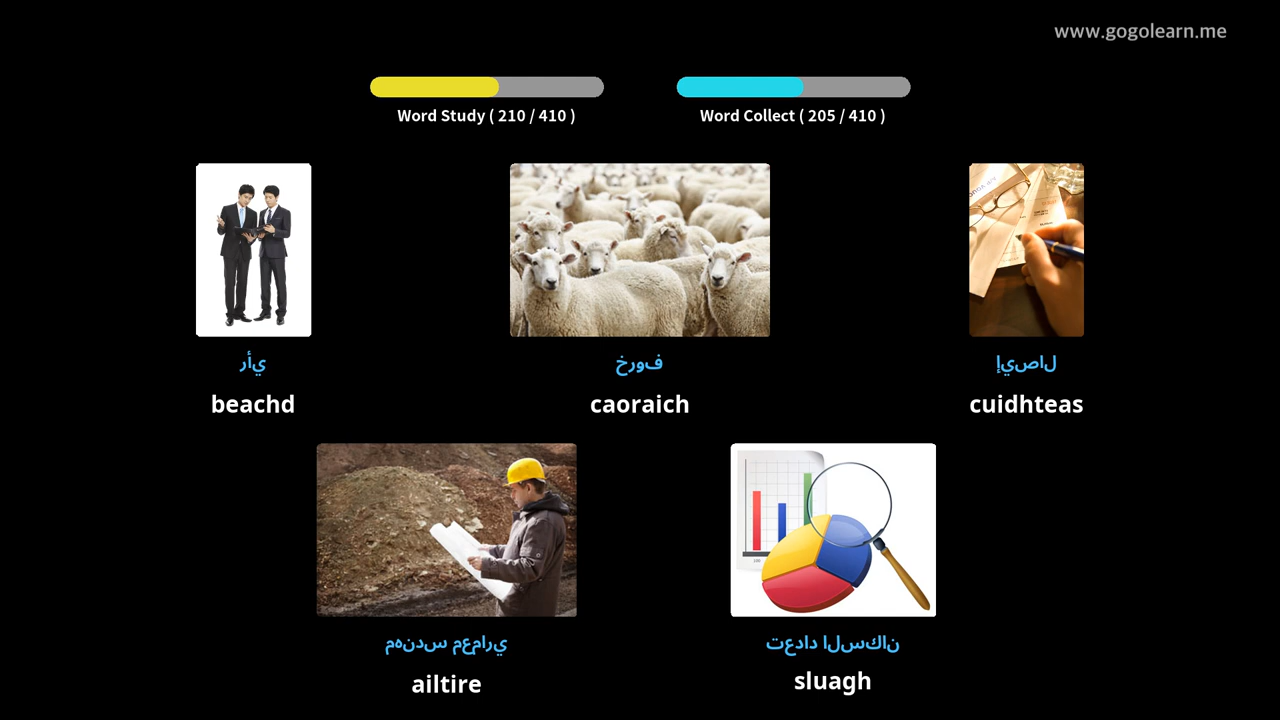 www.gogolearn.me
Word Study ( 210 / 410 )
Word Collect ( 205 / 410 )
رأي
beachd
خروف
caoraich
إيصال
cuidhteas
مهندس معماري
ailtire
تعداد السكان
sluagh